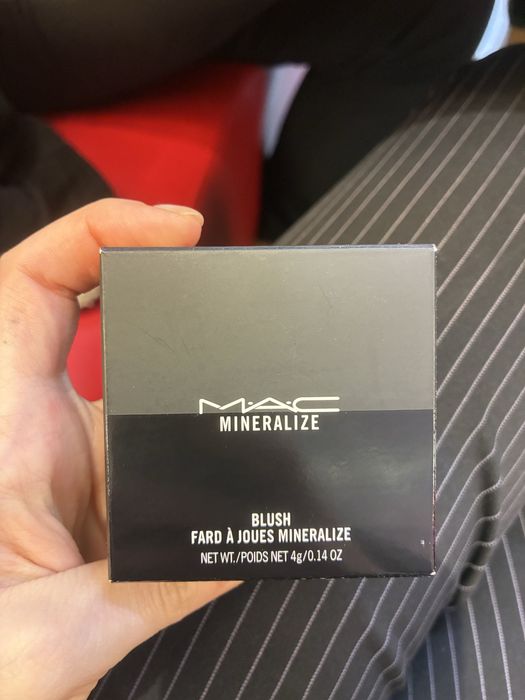 M·A·C
MINERALIZE
BLUSH
FARD À JOUES MINERALIZE
NET WT./POIDS NET 4g/0.14 OZ